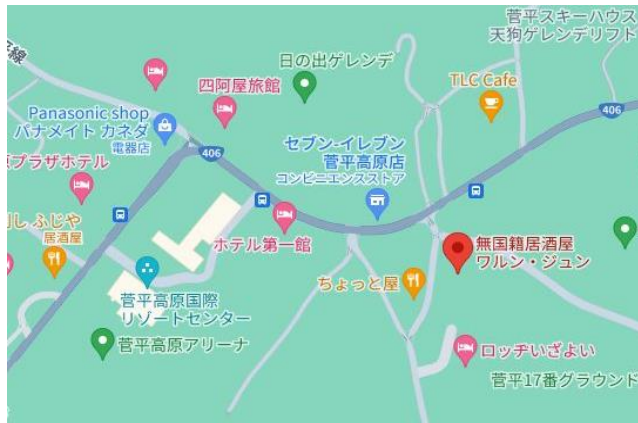 菅平スキーハウス
天狗ゲレンデリフト
線
日の出ゲレンデ
四阿屋旅館
TLC Cafe
406
Panasonic shop
パナメイト カネダ
電器店
セブン-イレブン
菅平高原店
コンビニエンスストア
406
プラザホテル
ホテル第一館
無国籍居酒屋
ワルン・ジュン
し ふじや
居酒屋
ちょっと屋
菅平高原国際
リゾートセンター
菅平高原アリーナ
ロッヂいざよい
菅平17番グラウンド